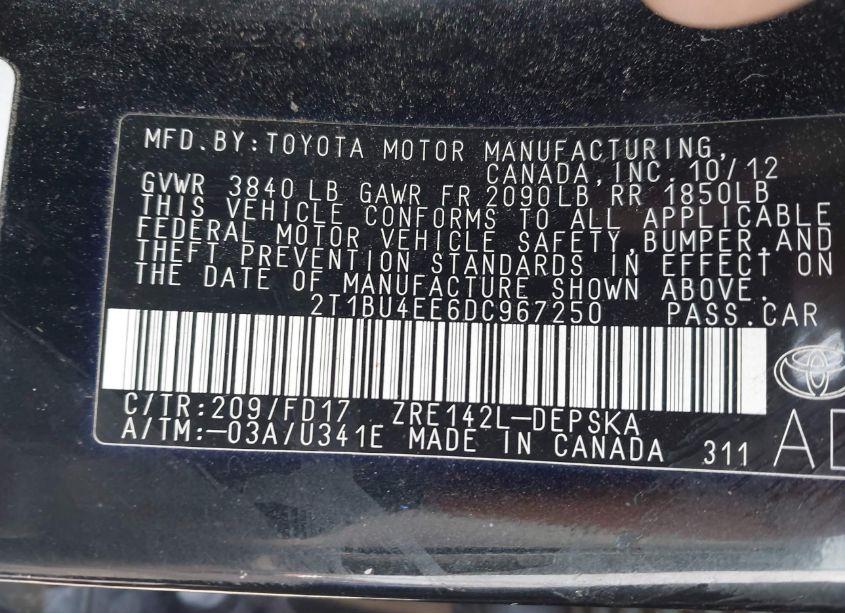 MFD.BY:TOYOTA MOTOR MANUFACTURING,
CANADA,INC. 10/12
GVWR 3840 LB GAWR FR 2090LB RR 1850LB
THIS VEHICLE CONFORMS TO ALL APPLICABLE
FEDERAL MOTOR VEHICLE SAFETY,BUMPER,AND
THEFT PREVENTION STANDARDS IN EFFECT ON
THE DATE OF MANUFACTURE SHOWN ABOVE.
2T1BU4EE6DC967250 PASS.CAR
C/TR:209/FD17 ZRE142L-DEPSKA
A/TM:-03A/U341E MADE IN CANADA 311